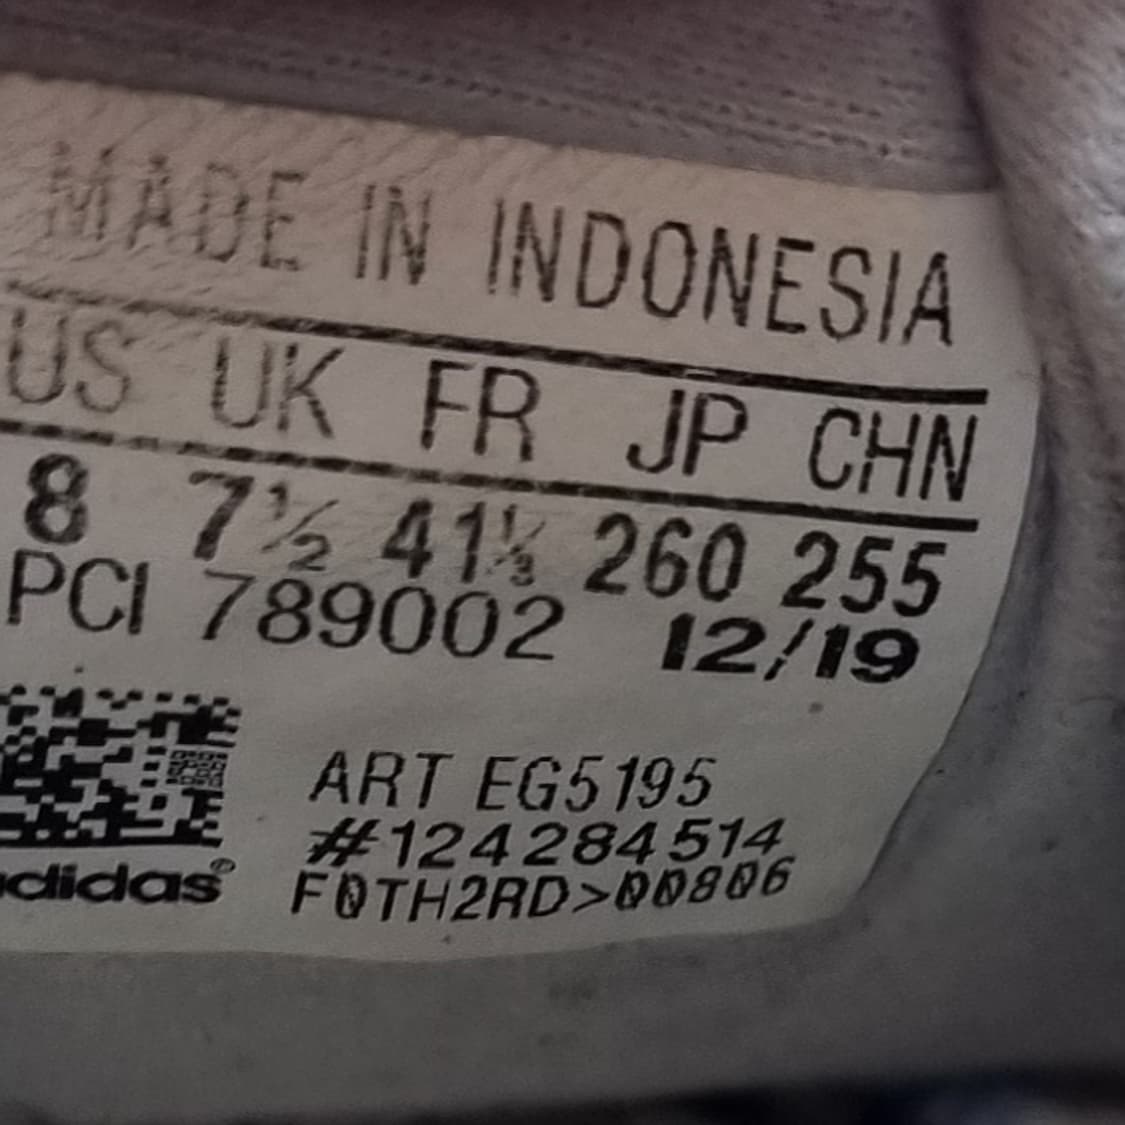 MADE IN INDONESIA
US UK FR JP CHN
8 7½ 41⅓ 260 255
PCI 789002 12/19
ART EG5195
#124284514
adidas®
F0TH2RD>00806